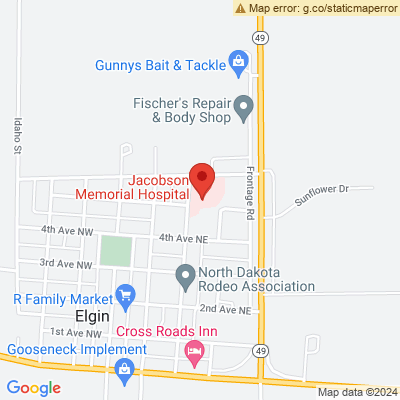 Map error: g.co/staticmaperror
49
Gunnys Bait & Tackle
Fischer's Repair
& Body Shop
Idaho St
Jacobson
Memorial Hospital
Frontage Rd
Sunflower Dr
4th Ave NW
4th Ave NE
3rd Ave NW
North Dakota
Rodeo Association
R Family Market
2nd Ave NE
Elgin
1st Ave NW
Cross Roads Inn
Gooseneck Implement
49
Google
Map data ©2024